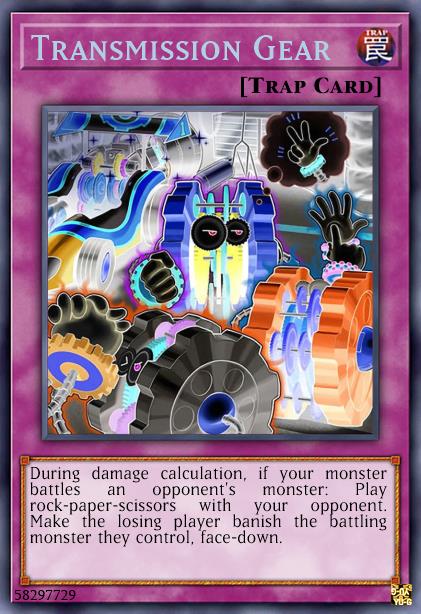 TRANSMISSION GEAR
TRAP
罠
[TRAP CARD]
During damage calculation, if your monster
battles an opponent's monster: Play
rock-paper-scissors with your opponent.
Make the losing player banish the battling
monster they control, face-down.
58297729